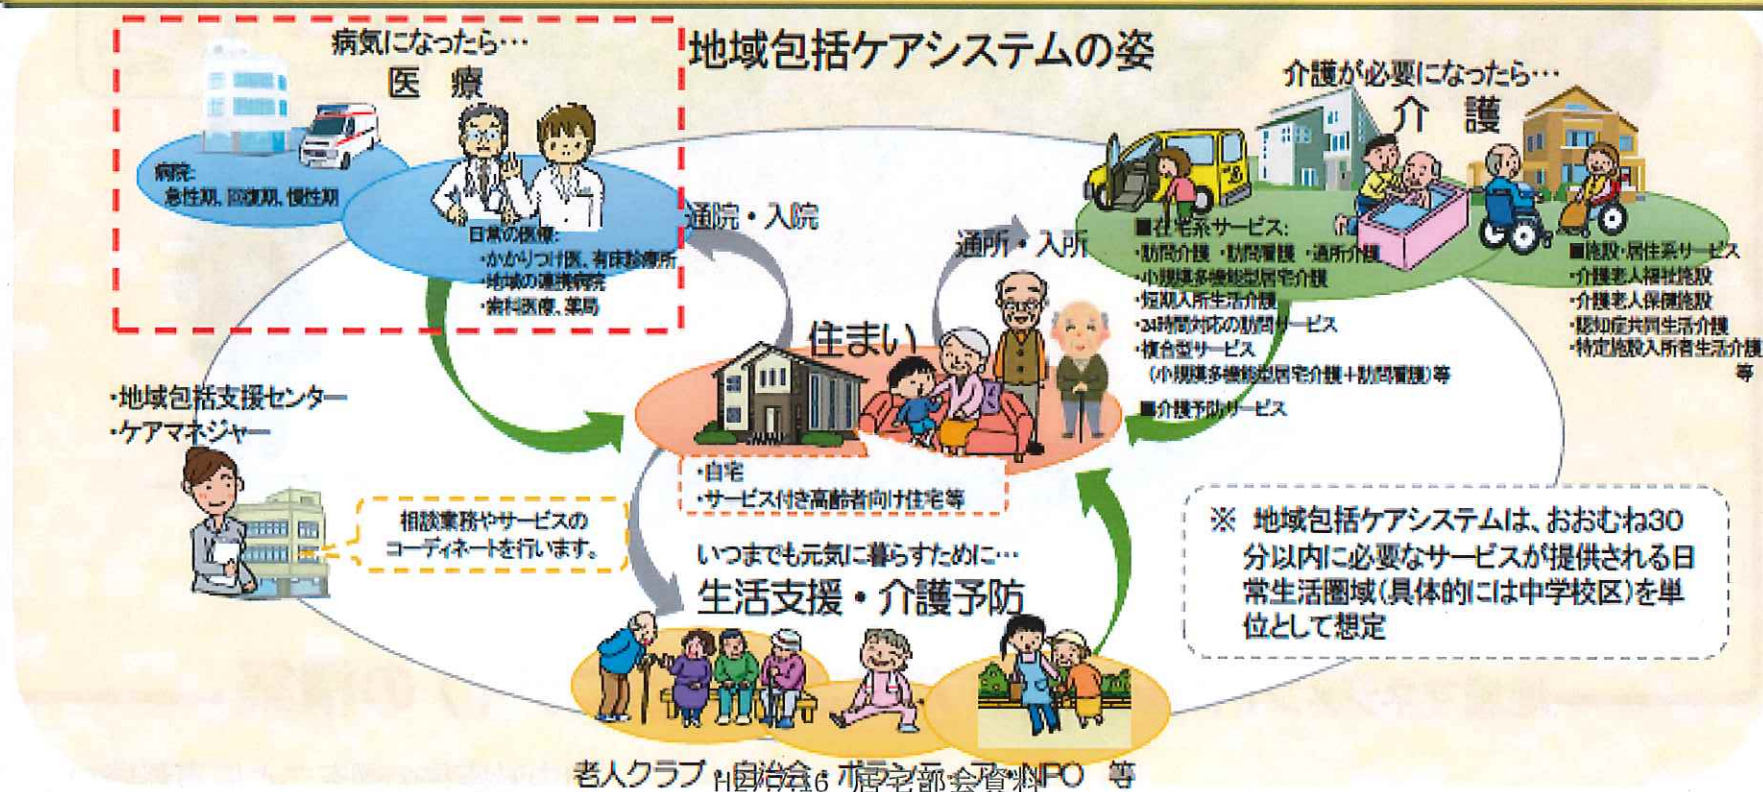 地域包括ケアシステムの姿
病気になったら…
医 療
病院:
急性期、回復期、慢性期
日常の医療:
・かかりつけ医、有床診療所
・地域の連携病院
・歯科医療、薬局
通院・入院
通所・入所
介護が必要になったら…
介 護
■在宅系サービス:
・訪問介護 ・訪問看護 ・通所介護
・小規模多機能型居宅介護
・短期入所生活介護
・24時間対応の訪問サービス
・複合型サービス
(小規模多機能型居宅介護+訪問看護)等
■介護予防サービス
■施設・居住系サービス
・介護老人福祉施設
・介護老人保健施設
・認知症共同生活介護
・特定施設入所者生活介護
等
住まい
・自宅
・サービス付き高齢者向け住宅等
・地域包括支援センター
・ケアマネジャー
相談業務やサービスの
コーディネートを行います。
いつまでも元気に暮らすために…
生活支援・介護予防
※ 地域包括ケアシステムは、おおむね30
分以内に必要なサービスが提供される日
常生活圏域(具体的には中学校区)を単
位として想定
老人クラブ・自治会・ボランティア・NPO 等
居宅部会資料